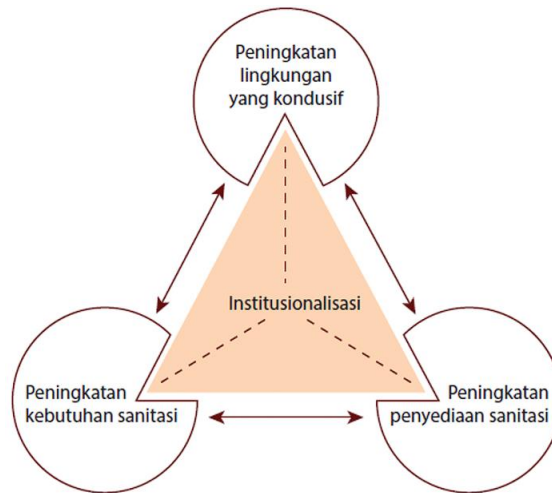 Peningkatan
lingkungan
yang kondusif
Institusionalisasi
Peningkatan
kebutuhan sanitasi
Peningkatan
penyediaan sanitasi